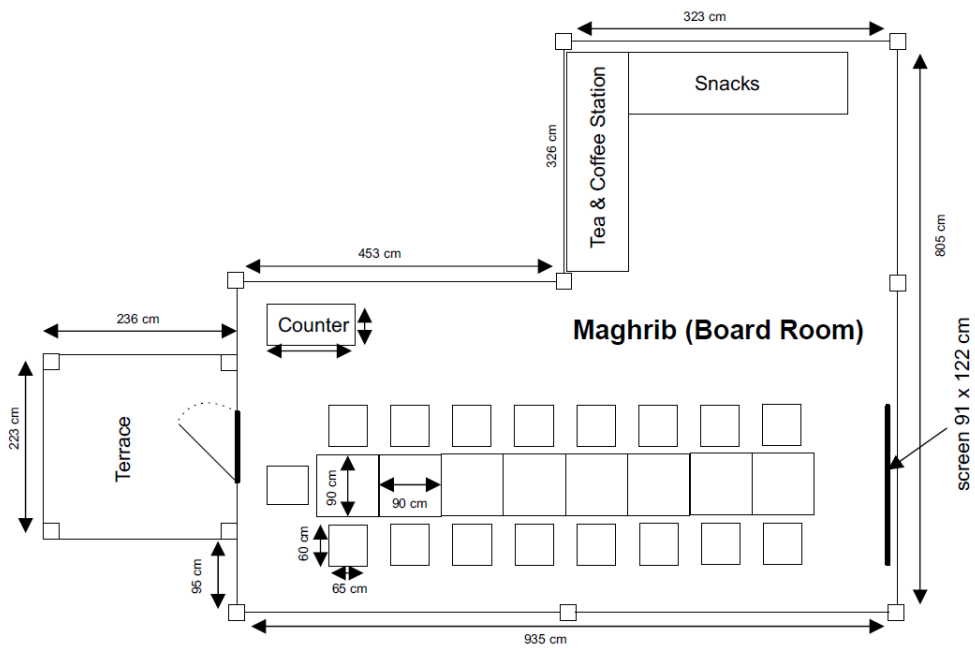 323 cm
Snacks
Tea & Coffee Station
326 cm
805 cm
453 cm
236 cm
Counter
Maghrib (Board Room)
screen 91 x 122 cm
223 cm
Terrace
90 cm
90 cm
60 cm
95 cm
65 cm
935 cm